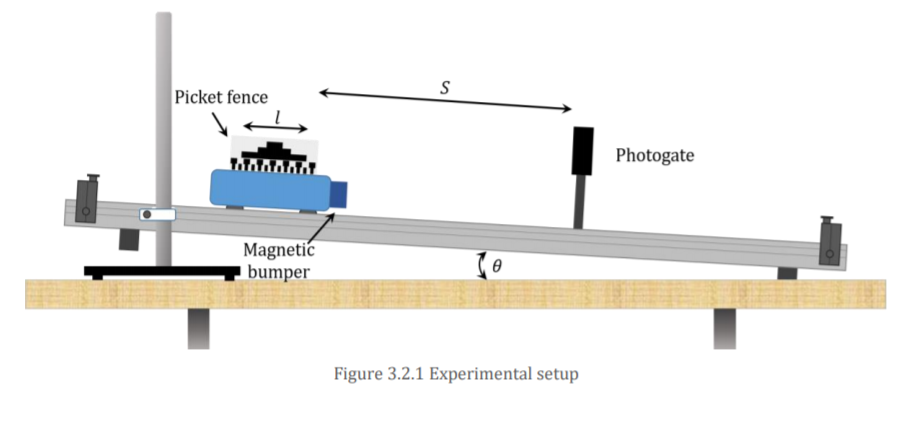 S
Picket fence
l
Photogate
Magnetic
bumper
θ
Figure 3.2.1 Experimental setup